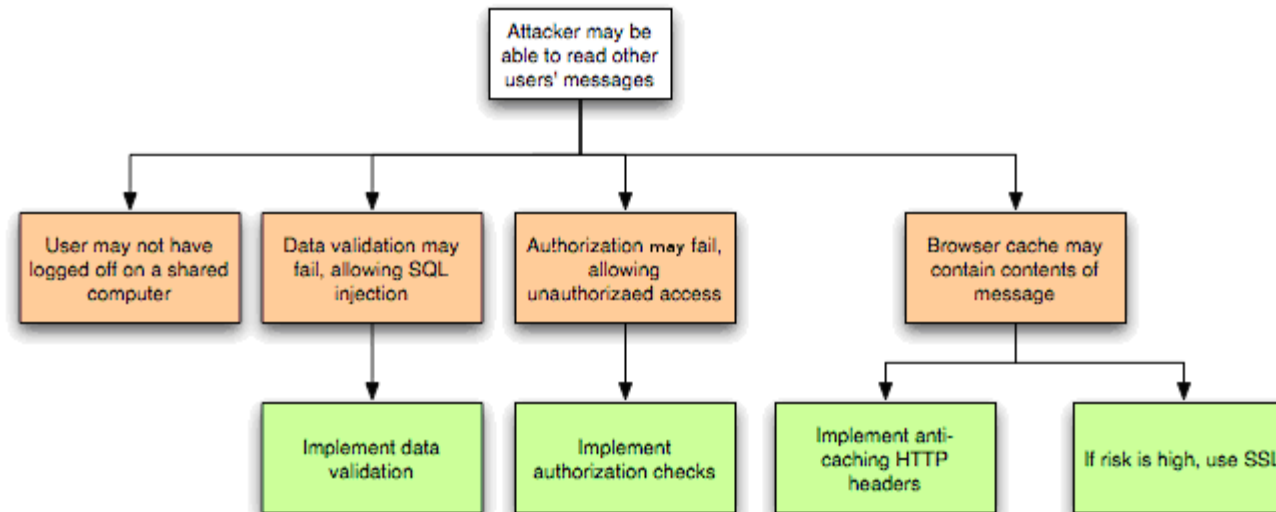 Attacker may be
able to read other
users' messages
User may not have
logged off on a shared
computer
Data validation may
fail, allowing SQL
injection
Authorization may fail,
allowing
unauthorizaed access
Browser cache may
contain contents of
message
Implement data
validation
Implement
authorization checks
Implement anti-
caching HTTP
headers
If risk is high, use SSL